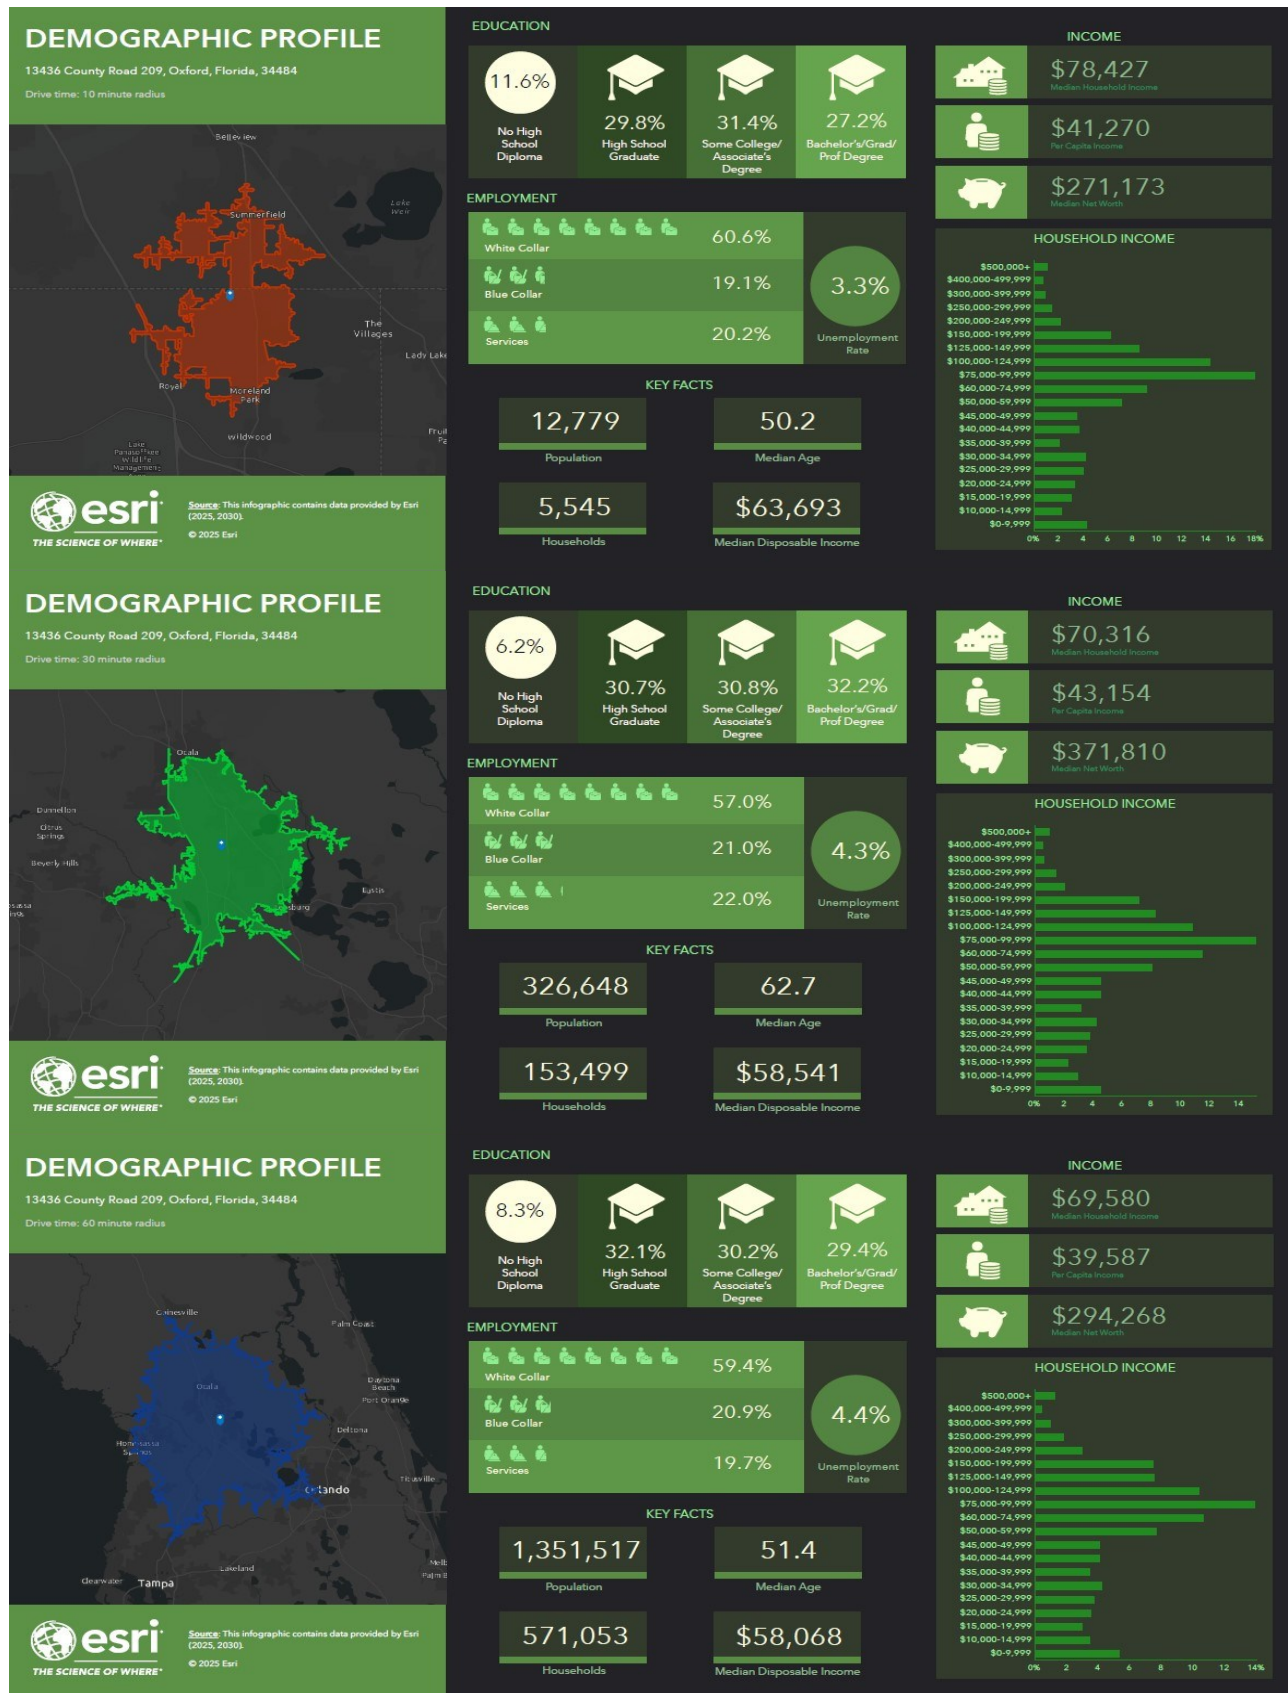 DEMOGRAPHIC PROFILE
13436 County Road 209, Oxford, Florida, 34484
Drive time: 10 minute radius
Belleview
Lake
Weir
Summerfield
The
Villages
Lady Lake
Royal
Moreland
Park
Wildwood
Lake
Panasoffkee
Wildlife
Management
esri
THE SCIENCE OF WHERE
Source: This infographic contains data provided by Esri
(2025, 2030).
© 2025 Esri
EDUCATION
11.6%
No High
School
Diploma
29.8%
High School
Graduate
31.4%
Some College/
Associate's
Degree
27.2%
Bachelor's/Grad/
Prof Degree
EMPLOYMENT
White Collar
60.6%
Blue Collar
19.1%
Services
20.2%
3.3%
Unemployment
Rate
KEY FACTS
12,779
Population
50.2
Median Age
5,545
Households
$63,693
Median Disposable Income
INCOME
$78,427
Median Household Income
$41,270
Per Capita Income
$271,173
Median Net Worth
HOUSEHOLD INCOME
$500,000+
$400,000-499,999
$300,000-399,999
$250,000-299,999
$200,000-249,999
$150,000-199,999
$125,000-149,999
$100,000-124,999
$75,000-99,999
$60,000-74,999
$50,000-59,999
$45,000-49,999
$40,000-44,999
$35,000-39,999
$30,000-34,999
$25,000-29,999
$20,000-24,999
$15,000-19,999
$10,000-14,999
$0-9,999
0% 2 4 6 8 10 12 14 16 18%
DEMOGRAPHIC PROFILE
13436 County Road 209, Oxford, Florida, 34484
Drive time: 30 minute radius
Ocala
Dunnellon
Citrus
Springs
Beverly Hills
Eustis
esri
THE SCIENCE OF WHERE
Source: This infographic contains data provided by Esri
(2025, 2030).
© 2025 Esri
EDUCATION
6.2%
No High
School
Diploma
30.7%
High School
Graduate
30.8%
Some College/
Associate's
Degree
32.2%
Bachelor's/Grad/
Prof Degree
EMPLOYMENT
White Collar
57.0%
Blue Collar
21.0%
Services
22.0%
4.3%
Unemployment
Rate
KEY FACTS
326,648
Population
62.7
Median Age
153,499
Households
$58,541
Median Disposable Income
INCOME
$70,316
Median Household Income
$43,154
Per Capita Income
$371,810
Median Net Worth
HOUSEHOLD INCOME
$500,000+
$400,000-499,999
$300,000-399,999
$250,000-299,999
$200,000-249,999
$150,000-199,999
$125,000-149,999
$100,000-124,999
$75,000-99,999
$60,000-74,999
$50,000-59,999
$45,000-49,999
$40,000-44,999
$35,000-39,999
$30,000-34,999
$25,000-29,999
$20,000-24,999
$15,000-19,999
$10,000-14,999
$0-9,999
0% 2 4 6 8 10 12 14
DEMOGRAPHIC PROFILE
13436 County Road 209, Oxford, Florida, 34484
Drive time: 60 minute radius
Gainesville
Palm Coast
Ocala
Daytona
Beach
Port Orange
Deltona
Homosassa
Springs
Titusville
Orlando
Lakeland
Clearwater
Tampa
esri
THE SCIENCE OF WHERE
Source: This infographic contains data provided by Esri
(2025, 2030).
© 2025 Esri
EDUCATION
8.3%
No High
School
Diploma
32.1%
High School
Graduate
30.2%
Some College/
Associate's
Degree
29.4%
Bachelor's/Grad/
Prof Degree
EMPLOYMENT
White Collar
59.4%
Blue Collar
20.9%
Services
19.7%
4.4%
Unemployment
Rate
KEY FACTS
1,351,517
Population
51.4
Median Age
571,053
Households
$58,068
Median Disposable Income
INCOME
$69,580
Median Household Income
$39,587
Per Capita Income
$294,268
Median Net Worth
HOUSEHOLD INCOME
$500,000+
$400,000-499,999
$300,000-399,999
$250,000-299,999
$200,000-249,999
$150,000-199,999
$125,000-149,999
$100,000-124,999
$75,000-99,999
$60,000-74,999
$50,000-59,999
$45,000-49,999
$40,000-44,999
$35,000-39,999
$30,000-34,999
$25,000-29,999
$20,000-24,999
$15,000-19,999
$10,000-14,999
$0-9,999
0% 2 4 6 8 10 12 14%